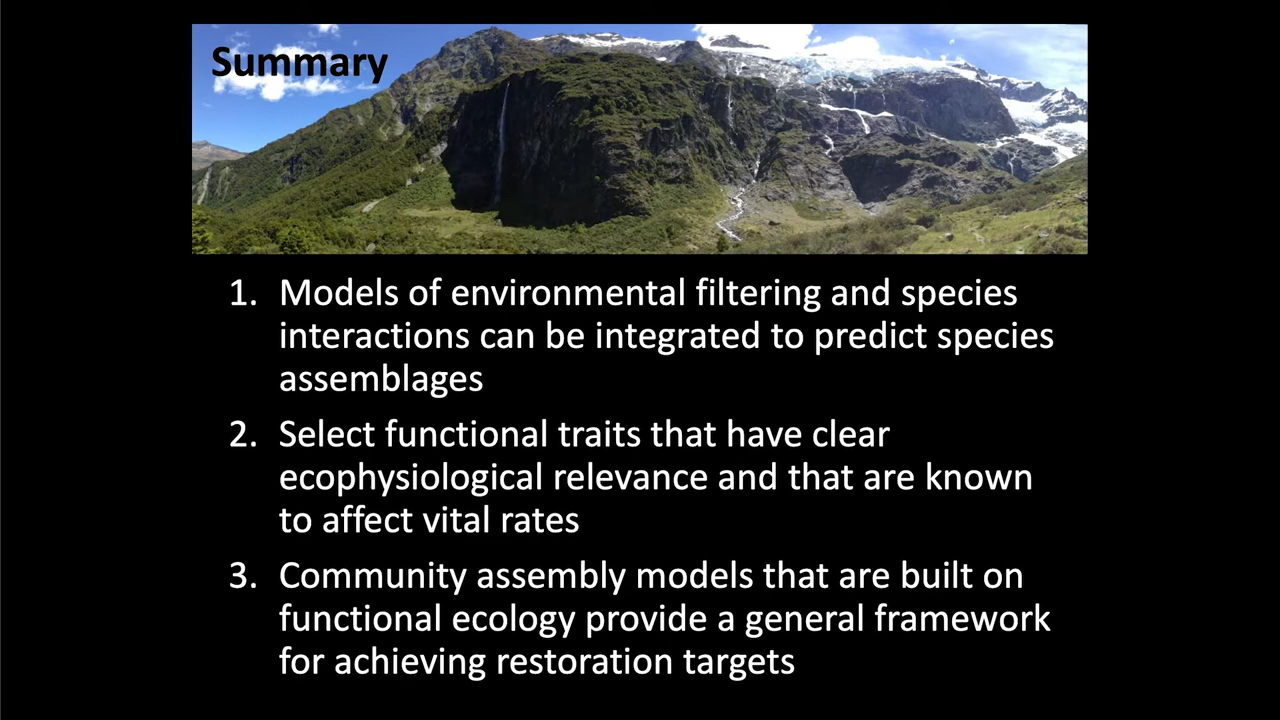 Summary
1. Models of environmental filtering and species
interactions can be integrated to predict species
assemblages
2. Select functional traits that have clear
ecophysiological relevance and that are known
to affect vital rates
3. Community assembly models that are built on
functional ecology provide a general framework
for achieving restoration targets